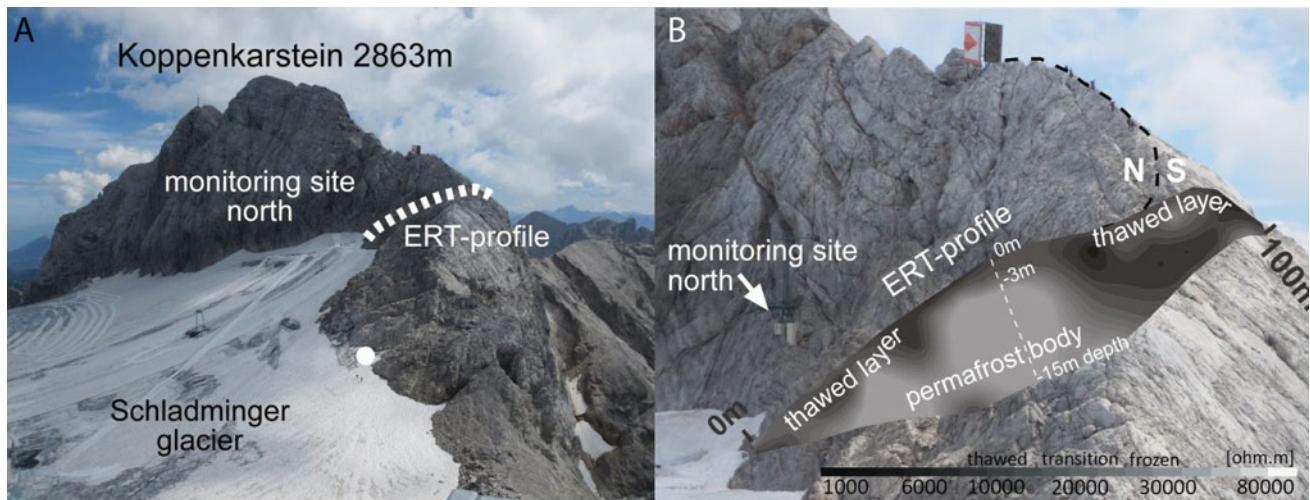 A
Koppenkarstein 2863m
monitoring site
north
ERT-profile
Schladminger
glacier
B
N S
ERT-profile
monitoring site
north
0m
-3m
thawed layer
100m
thawed layer
permafrost body
-15m depth
0m
thawed transition frozen [ohm.m]
1000 6000 10000 20000 30000 80000